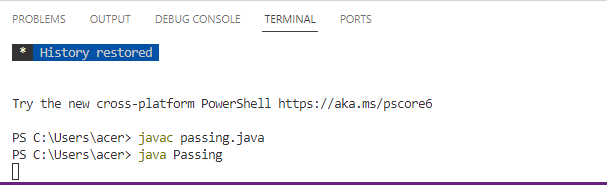 PROBLEMS OUTPUT DEBUG CONSOLE TERMINAL PORTS
* History restored
Try the new cross-platform PowerShell https://aka.ms/pscore6
PS C:\Users\acer> javac passing.java
PS C:\Users\acer> java Passing